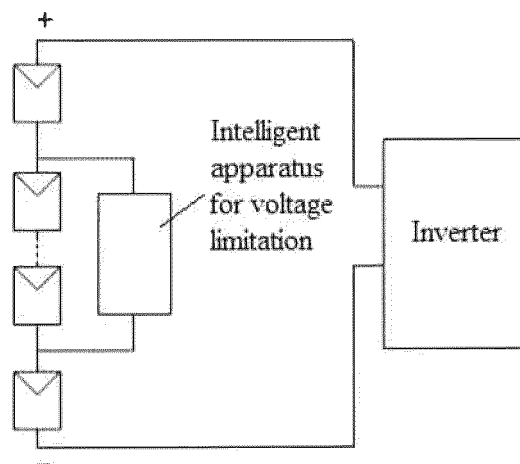 +
Intelligent
apparatus
for voltage
limitation
Inverter
−